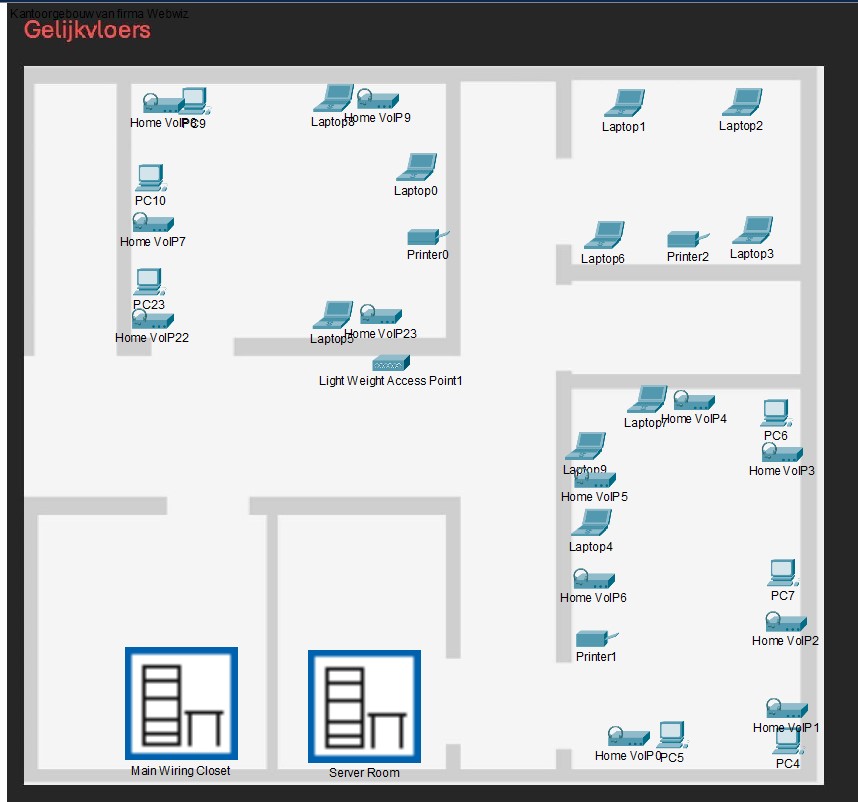 Kantoorgebouw van firma Webwiz
Gelijkvloers
Home VoIP8
PC9
Laptop8
Home VoIP9
Laptop1
Laptop2
Laptop0
PC10
Home VoIP7
Printer0
Laptop6
Printer2
Laptop3
PC23
Home VoIP22
Laptop5
Home VoIP23
Light Weight Access Point1
Laptop7
Home VoIP4
PC6
Laptop9
Home VoIP3
Home VoIP5
Laptop4
Home VoIP6
PC7
Home VoIP2
Printer1
Home VoIP1
Home VoIP0
PC5
PC4
Main Wiring Closet
Server Room